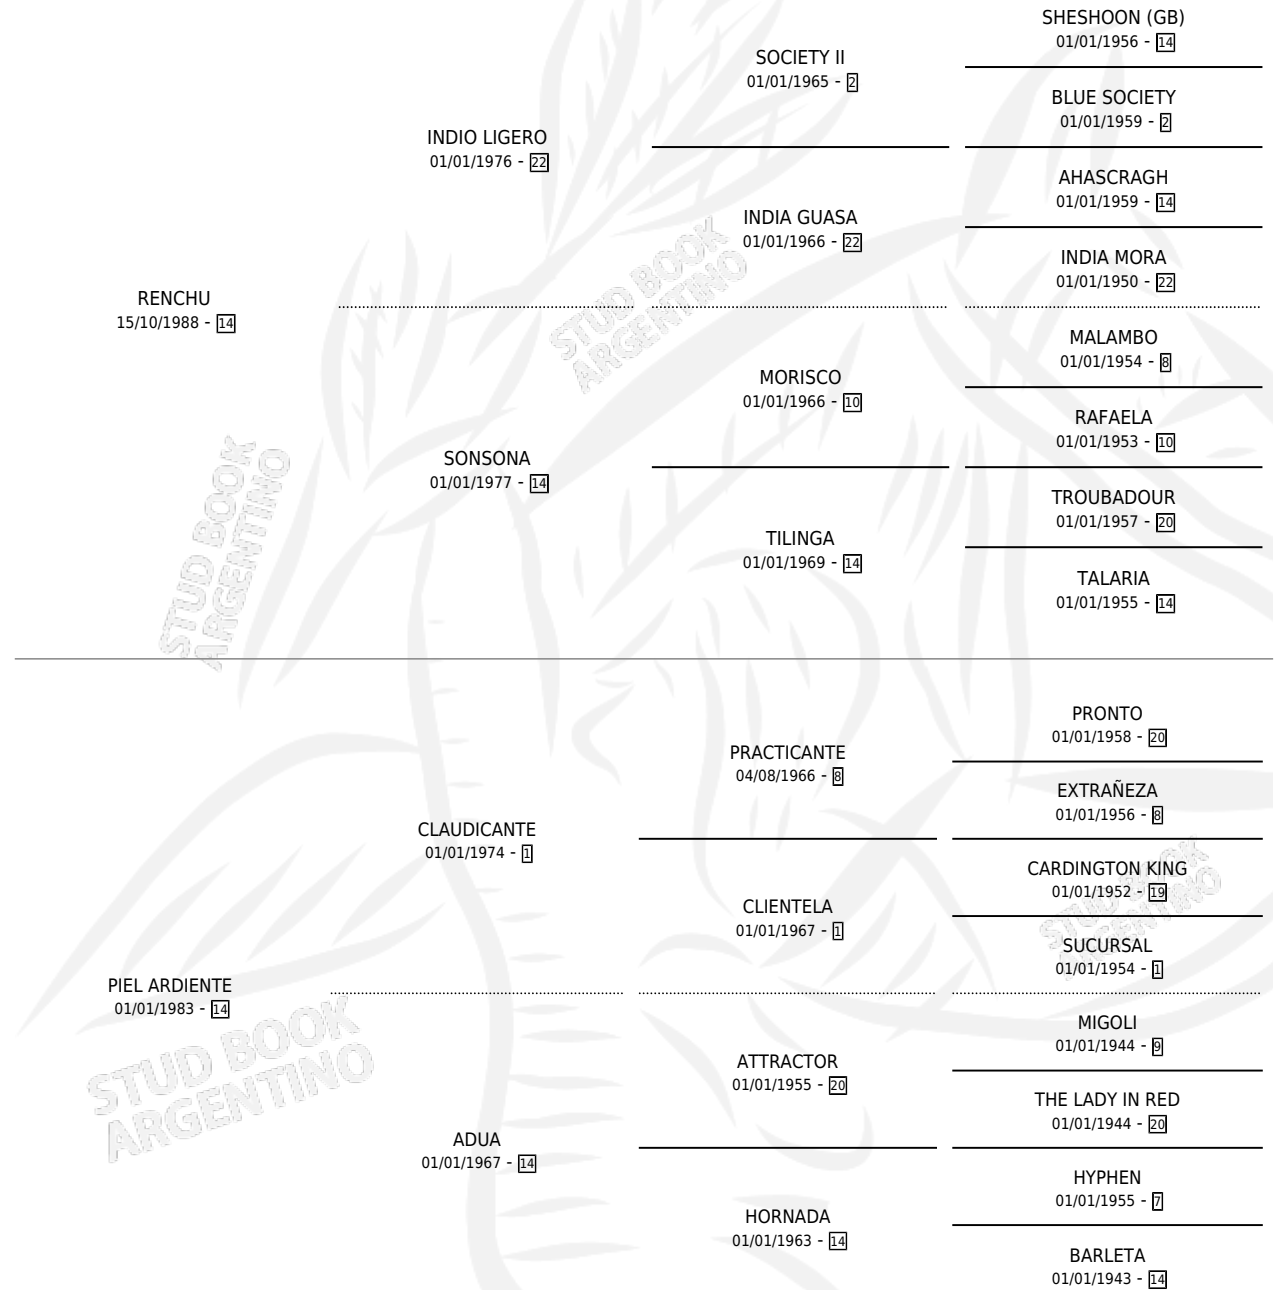 SHESHOON (GB)
01/01/1956 - 14
SOCIETY II
01/01/1965 - 2
BLUE SOCIETY
01/01/1959 - 2
INDIO LIGERO
01/01/1976 - 22
AHASCRAGH
01/01/1959 - 14
INDIA GUASA
01/01/1966 - 22
INDIA MORA
01/01/1950 - 22
RENCHU
15/10/1988 - 14
MALAMBO
01/01/1954 - 8
MORISCO
01/01/1966 - 10
RAFAELA
01/01/1953 - 10
SONSONA
01/01/1977 - 14
TROUBADOUR
01/01/1957 - 20
TILINGA
01/01/1969 - 14
TALARIA
01/01/1955 - 14
STUD BOOK
ARGENTINO
STUD BOOK
ARGENTINO
PRONTO
01/01/1958 - 20
PRACTICANTE
04/08/1966 - 8
EXTRAÑEZA
01/01/1956 - 8
CLAUDICANTE
01/01/1974 - 1
CARDINGTON KING
01/01/1952 - 19
CLIENTELA
01/01/1967 - 1
SUCURSAL
01/01/1954 - 1
PIEL ARDIENTE
01/01/1983 - 14
MIGOLI
01/01/1944 - 9
ATTRACTOR
01/01/1955 - 20
THE LADY IN RED
01/01/1944 - 20
ADUA
01/01/1967 - 14
HYPHEN
01/01/1955 - 7
HORNADA
01/01/1963 - 14
BARLETA
01/01/1943 - 14
STUD BOOK
ARGENTINO
STUD BOOK
ARGENTINO